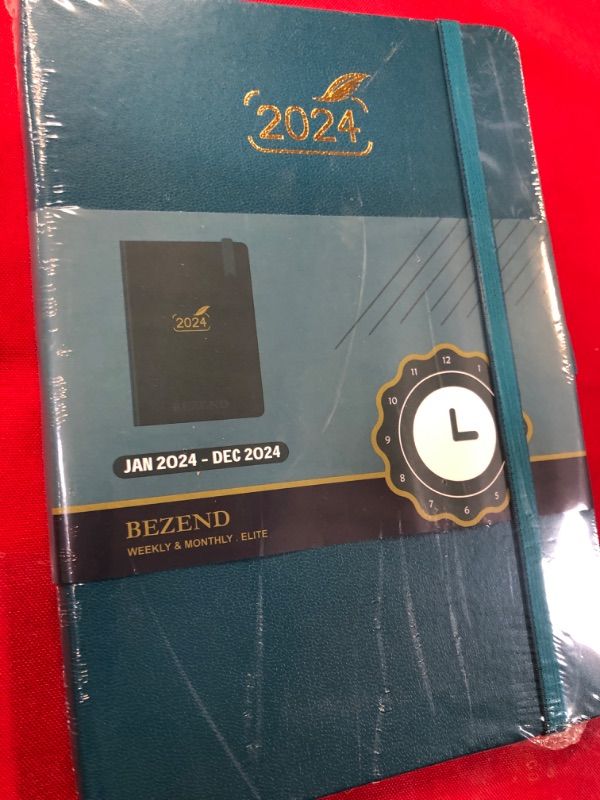 2024
2024
BEZEND
11
12
1
10
9
8
7
6
5
JAN 2024 - DEC 2024
BEZEND
WEEKLY & MONTHLY . ELITE